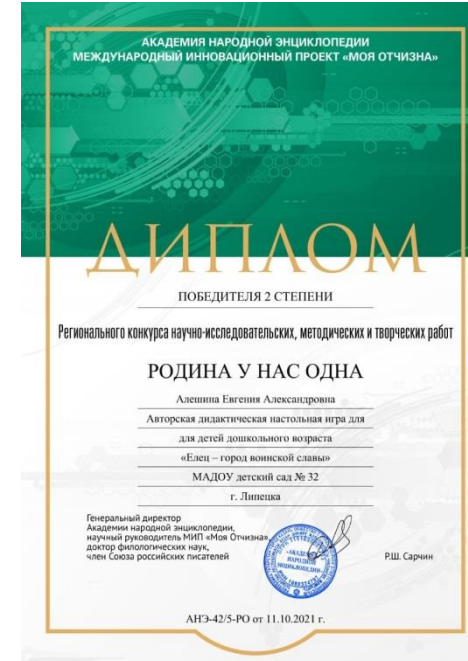 АКАДЕМИЯ НАРОДНОЙ ЭНЦИКЛОПЕДИИ
МЕЖДУНАРОДНЫЙ ИННОВАЦИОННЫЙ ПРОЕКТ «МОЯ ОТЧИЗНА»
ДИПЛОМ
ПОБЕДИТЕЛЯ 2 СТЕПЕНИ
Регионального конкурса научно-исследовательских, методических и творческих работ
РОДИНА У НАС ОДНА
Алешина Евгения Александровна
Авторская дидактическая настольная игра для
для детей дошкольного возраста
«Елец – город воинской славы»
МАДОУ детский сад № 32
г. Липецка
Генеральный директор
Академии народной энциклопедии,
научный руководитель МИП «Моя Отчизна»,
доктор филологических наук,
член Союза российских писателей
Р.Ш. Сарчин
«АКАДЕМИЯ
НАРОДНОЙ
ЭНЦИКЛОПЕДИИ»
АНЭ-42/5-РО от 11.10.2021 г.